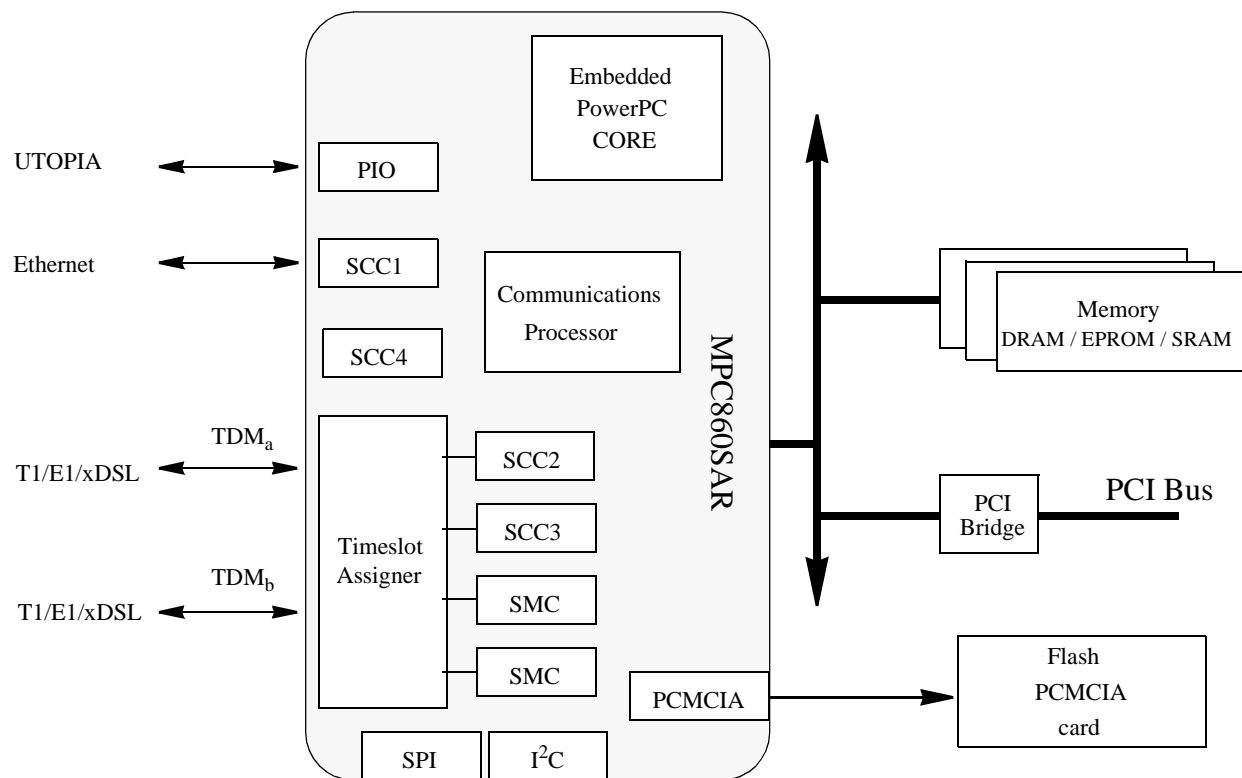 Embedded
PowerPC
CORE
UTOPIA
PIO
Ethernet
SCC1
Communications
Processor
SCC4
MPC860SAR
Memory
DRAM / EPROM / SRAM
TDMa
T1/E1/xDSL
SCC2
SCC3
Timeslot
Assigner
PCI
Bridge
PCI Bus
TDMb
T1/E1/xDSL
SMC
SMC
PCMCIA
Flash
PCMCIA
card
SPI
I²C